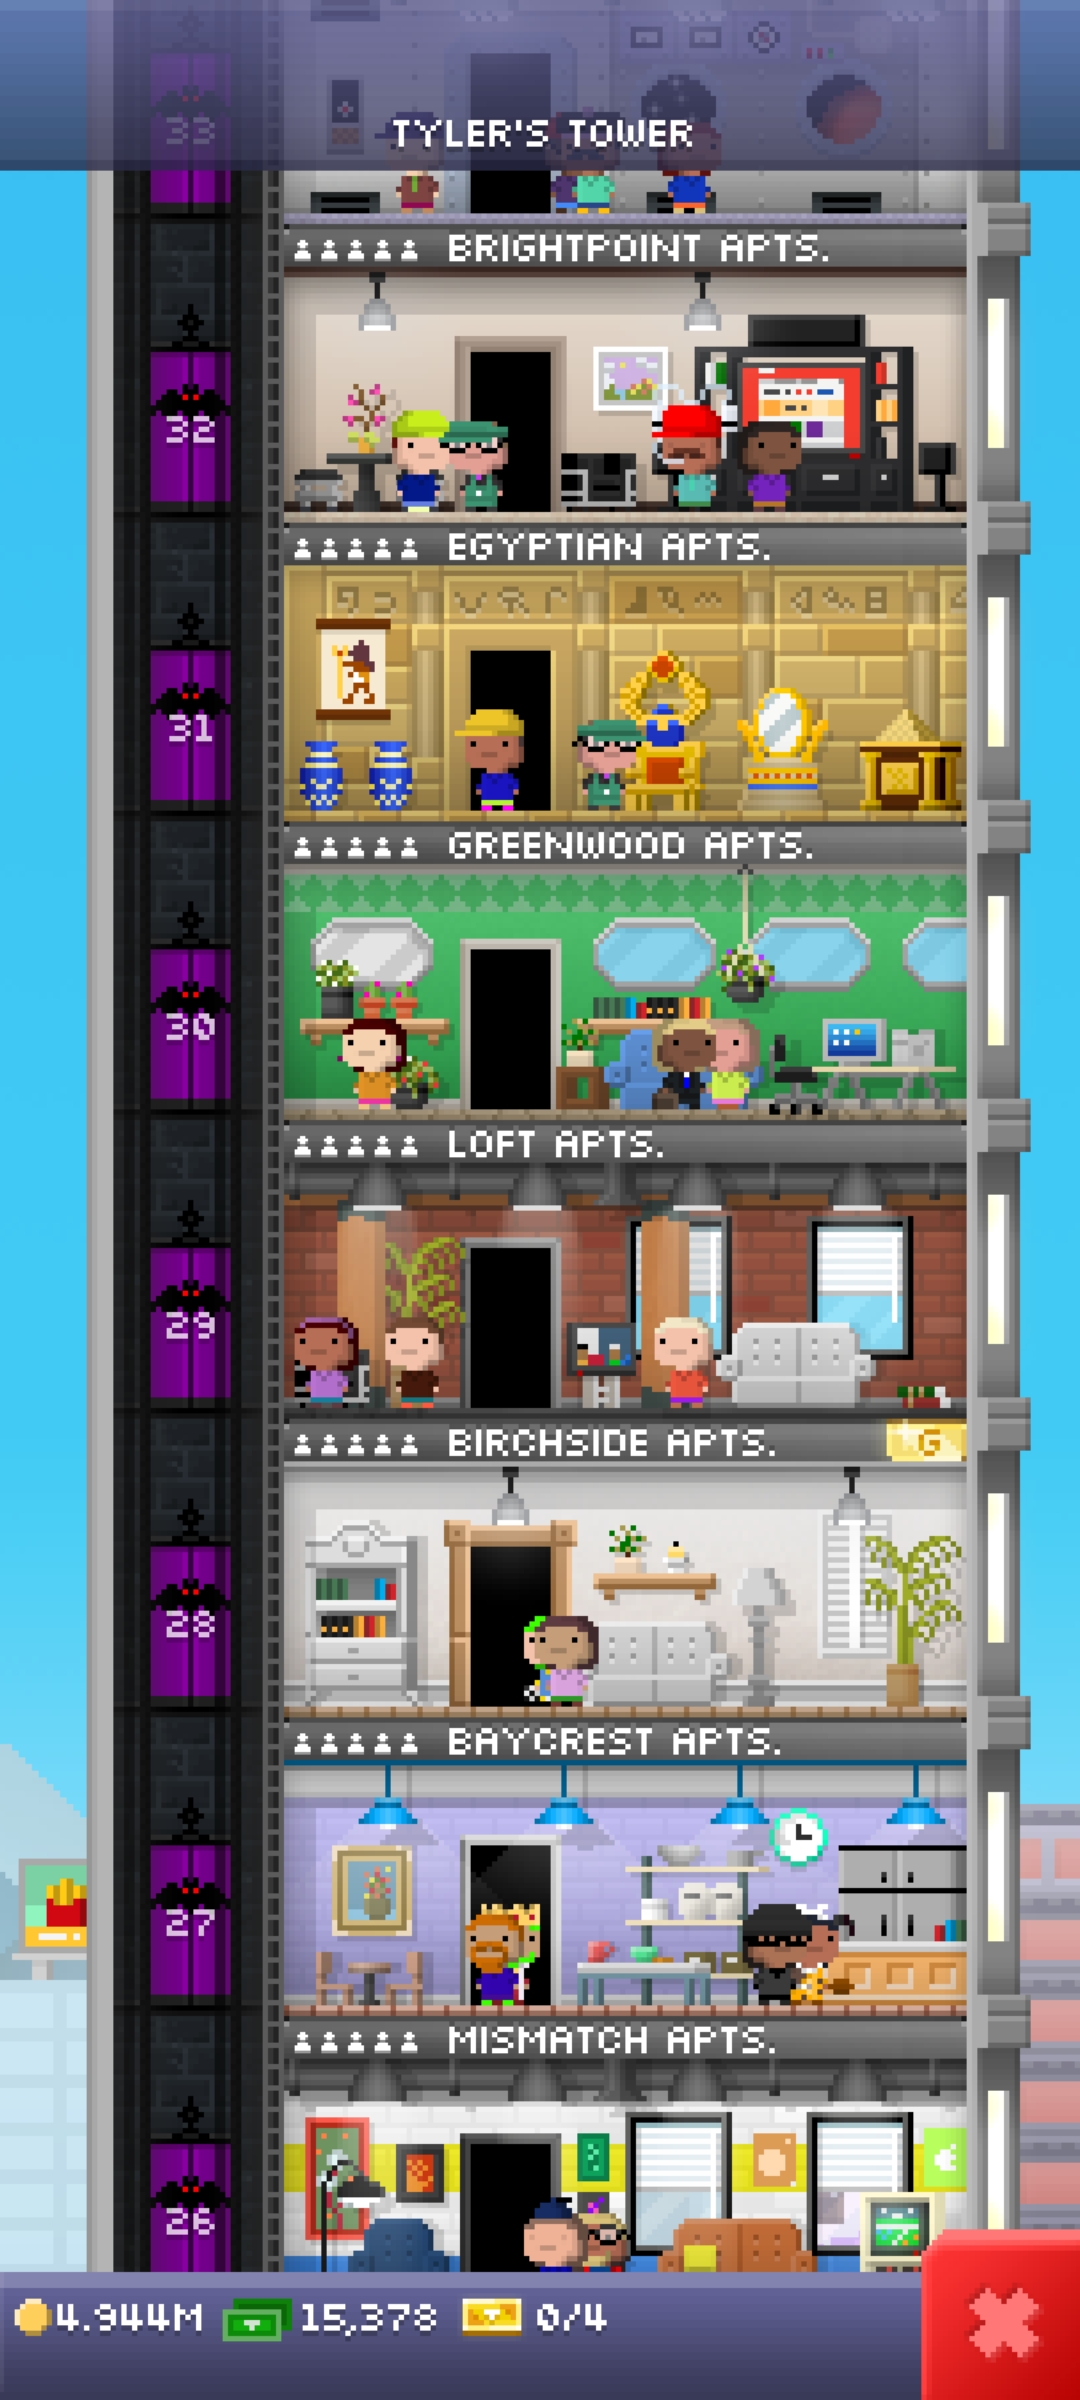 33
TYLER'S TOWER
BRIGHTPOINT APTS.
32
EGYPTIAN APTS.
31
GREENWOOD APTS.
30
LOFT APTS.
29
BIRCHSIDE APTS. G
28
BAYCREST APTS.
27
MISMATCH APTS.
26
4.944M 15,378 0/4